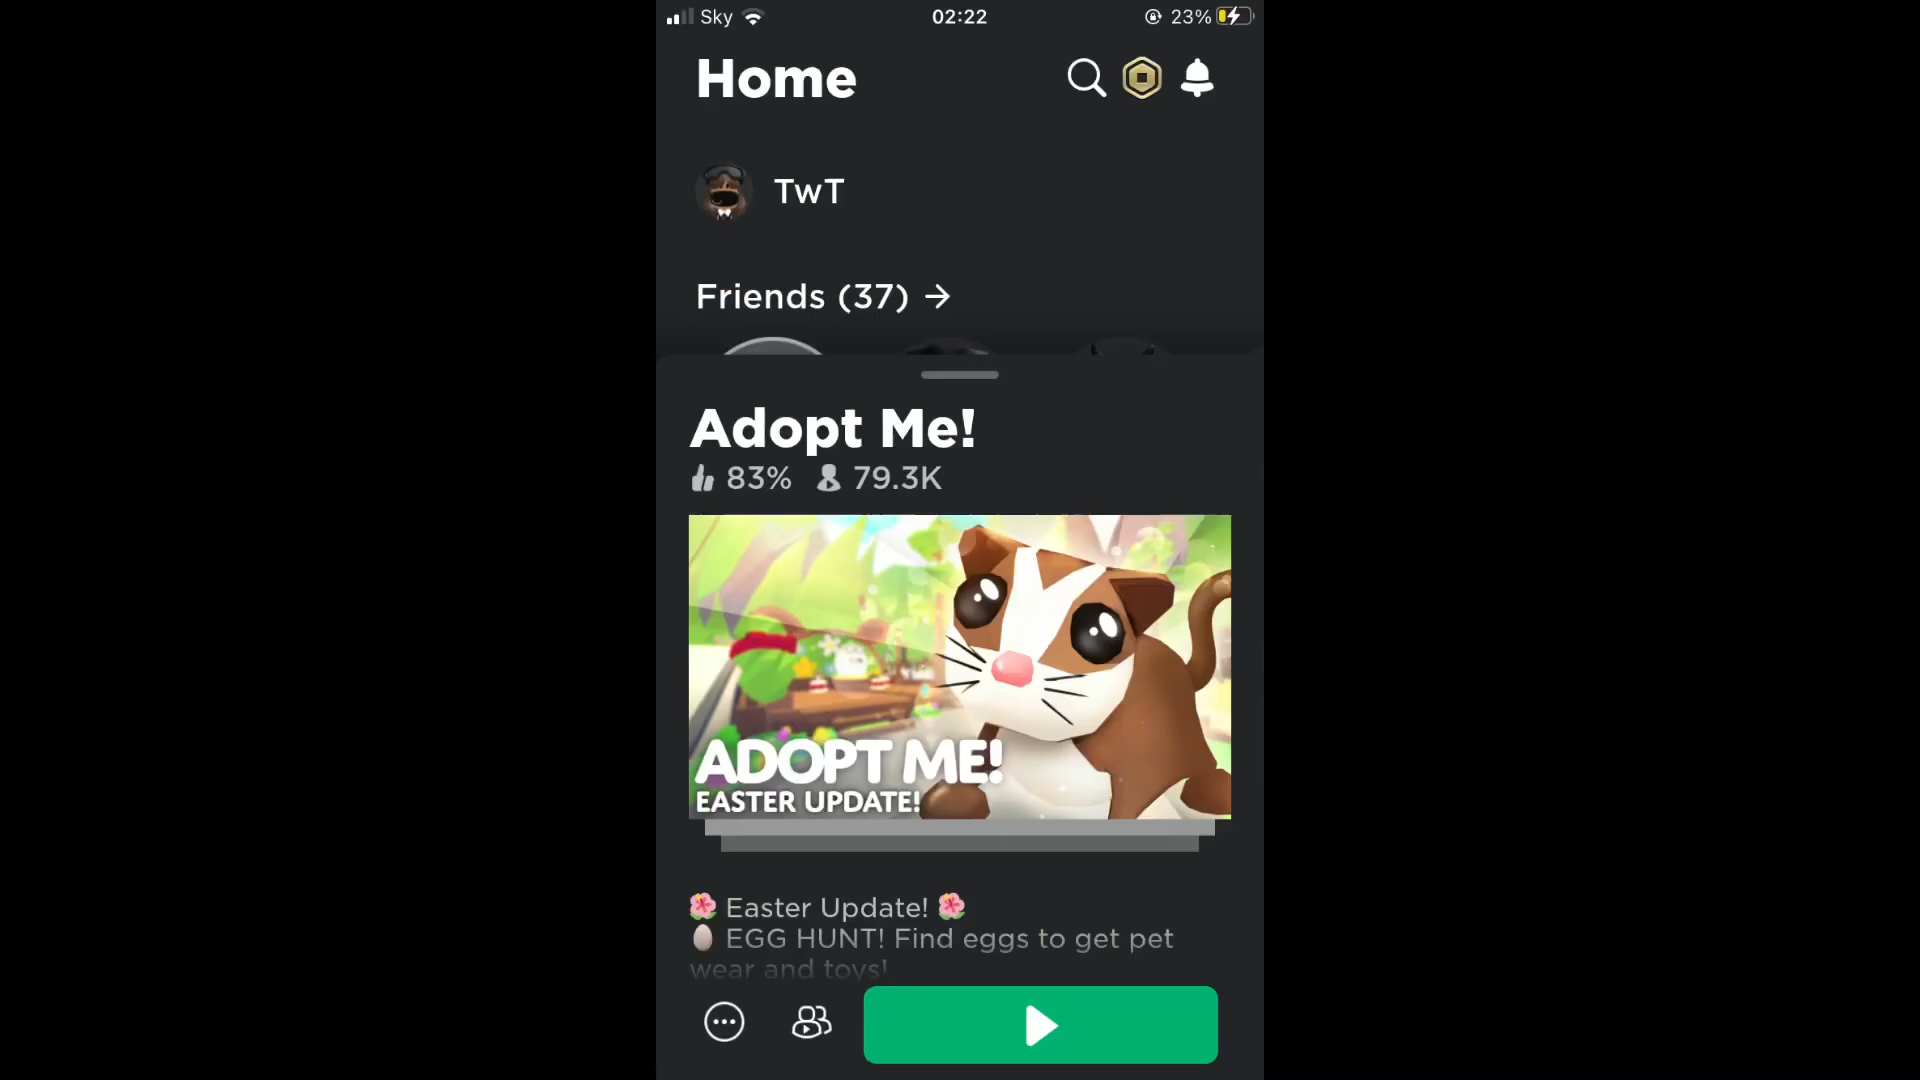 Sky 02:22 23%
Home
TwT
Friends (37) →
Adopt Me!
83% 79.3K
ADOPT ME!
EASTER UPDATE!
🌺 Easter Update! 🌺
🥚 EGG HUNT! Find eggs to get pet
wear and toys!